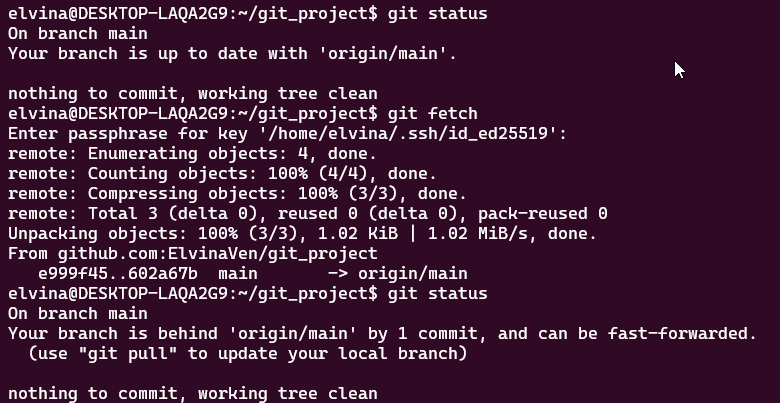 elvina@DESKTOP-LAQA2G9:~/git_project$ git status
On branch main
Your branch is up to date with 'origin/main'.

nothing to commit, working tree clean
elvina@DESKTOP-LAQA2G9:~/git_project$ git fetch
Enter passphrase for key '/home/elvina/.ssh/id_ed25519':
remote: Enumerating objects: 4, done.
remote: Counting objects: 100% (4/4), done.
remote: Compressing objects: 100% (3/3), done.
remote: Total 3 (delta 0), reused 0 (delta 0), pack-reused 0
Unpacking objects: 100% (3/3), 1.02 KiB | 1.02 MiB/s, done.
From github.com:ElvinaVen/git_project
   e999f45..602a67b  main       -> origin/main
elvina@DESKTOP-LAQA2G9:~/git_project$ git status
On branch main
Your branch is behind 'origin/main' by 1 commit, and can be fast-forwarded.
  (use "git pull" to update your local branch)

nothing to commit, working tree clean